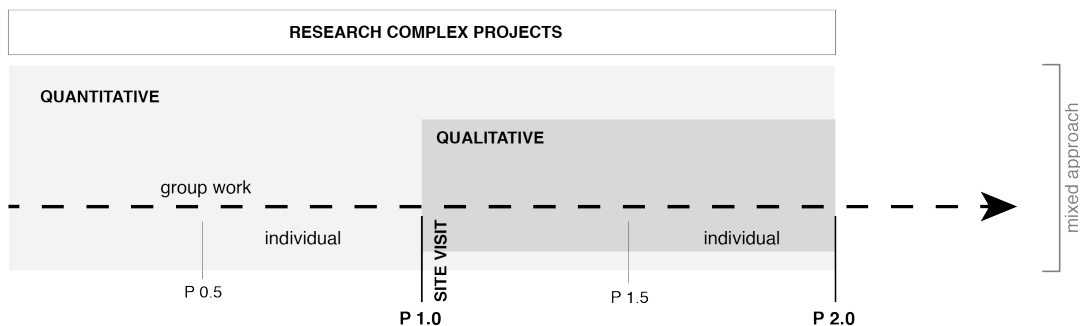 RESEARCH COMPLEX PROJECTS
QUANTITATIVE
QUALITATIVE
group work
individual
individual
SITE VISIT
P 0.5
P 1.0
P 1.5
P 2.0
mixed approach